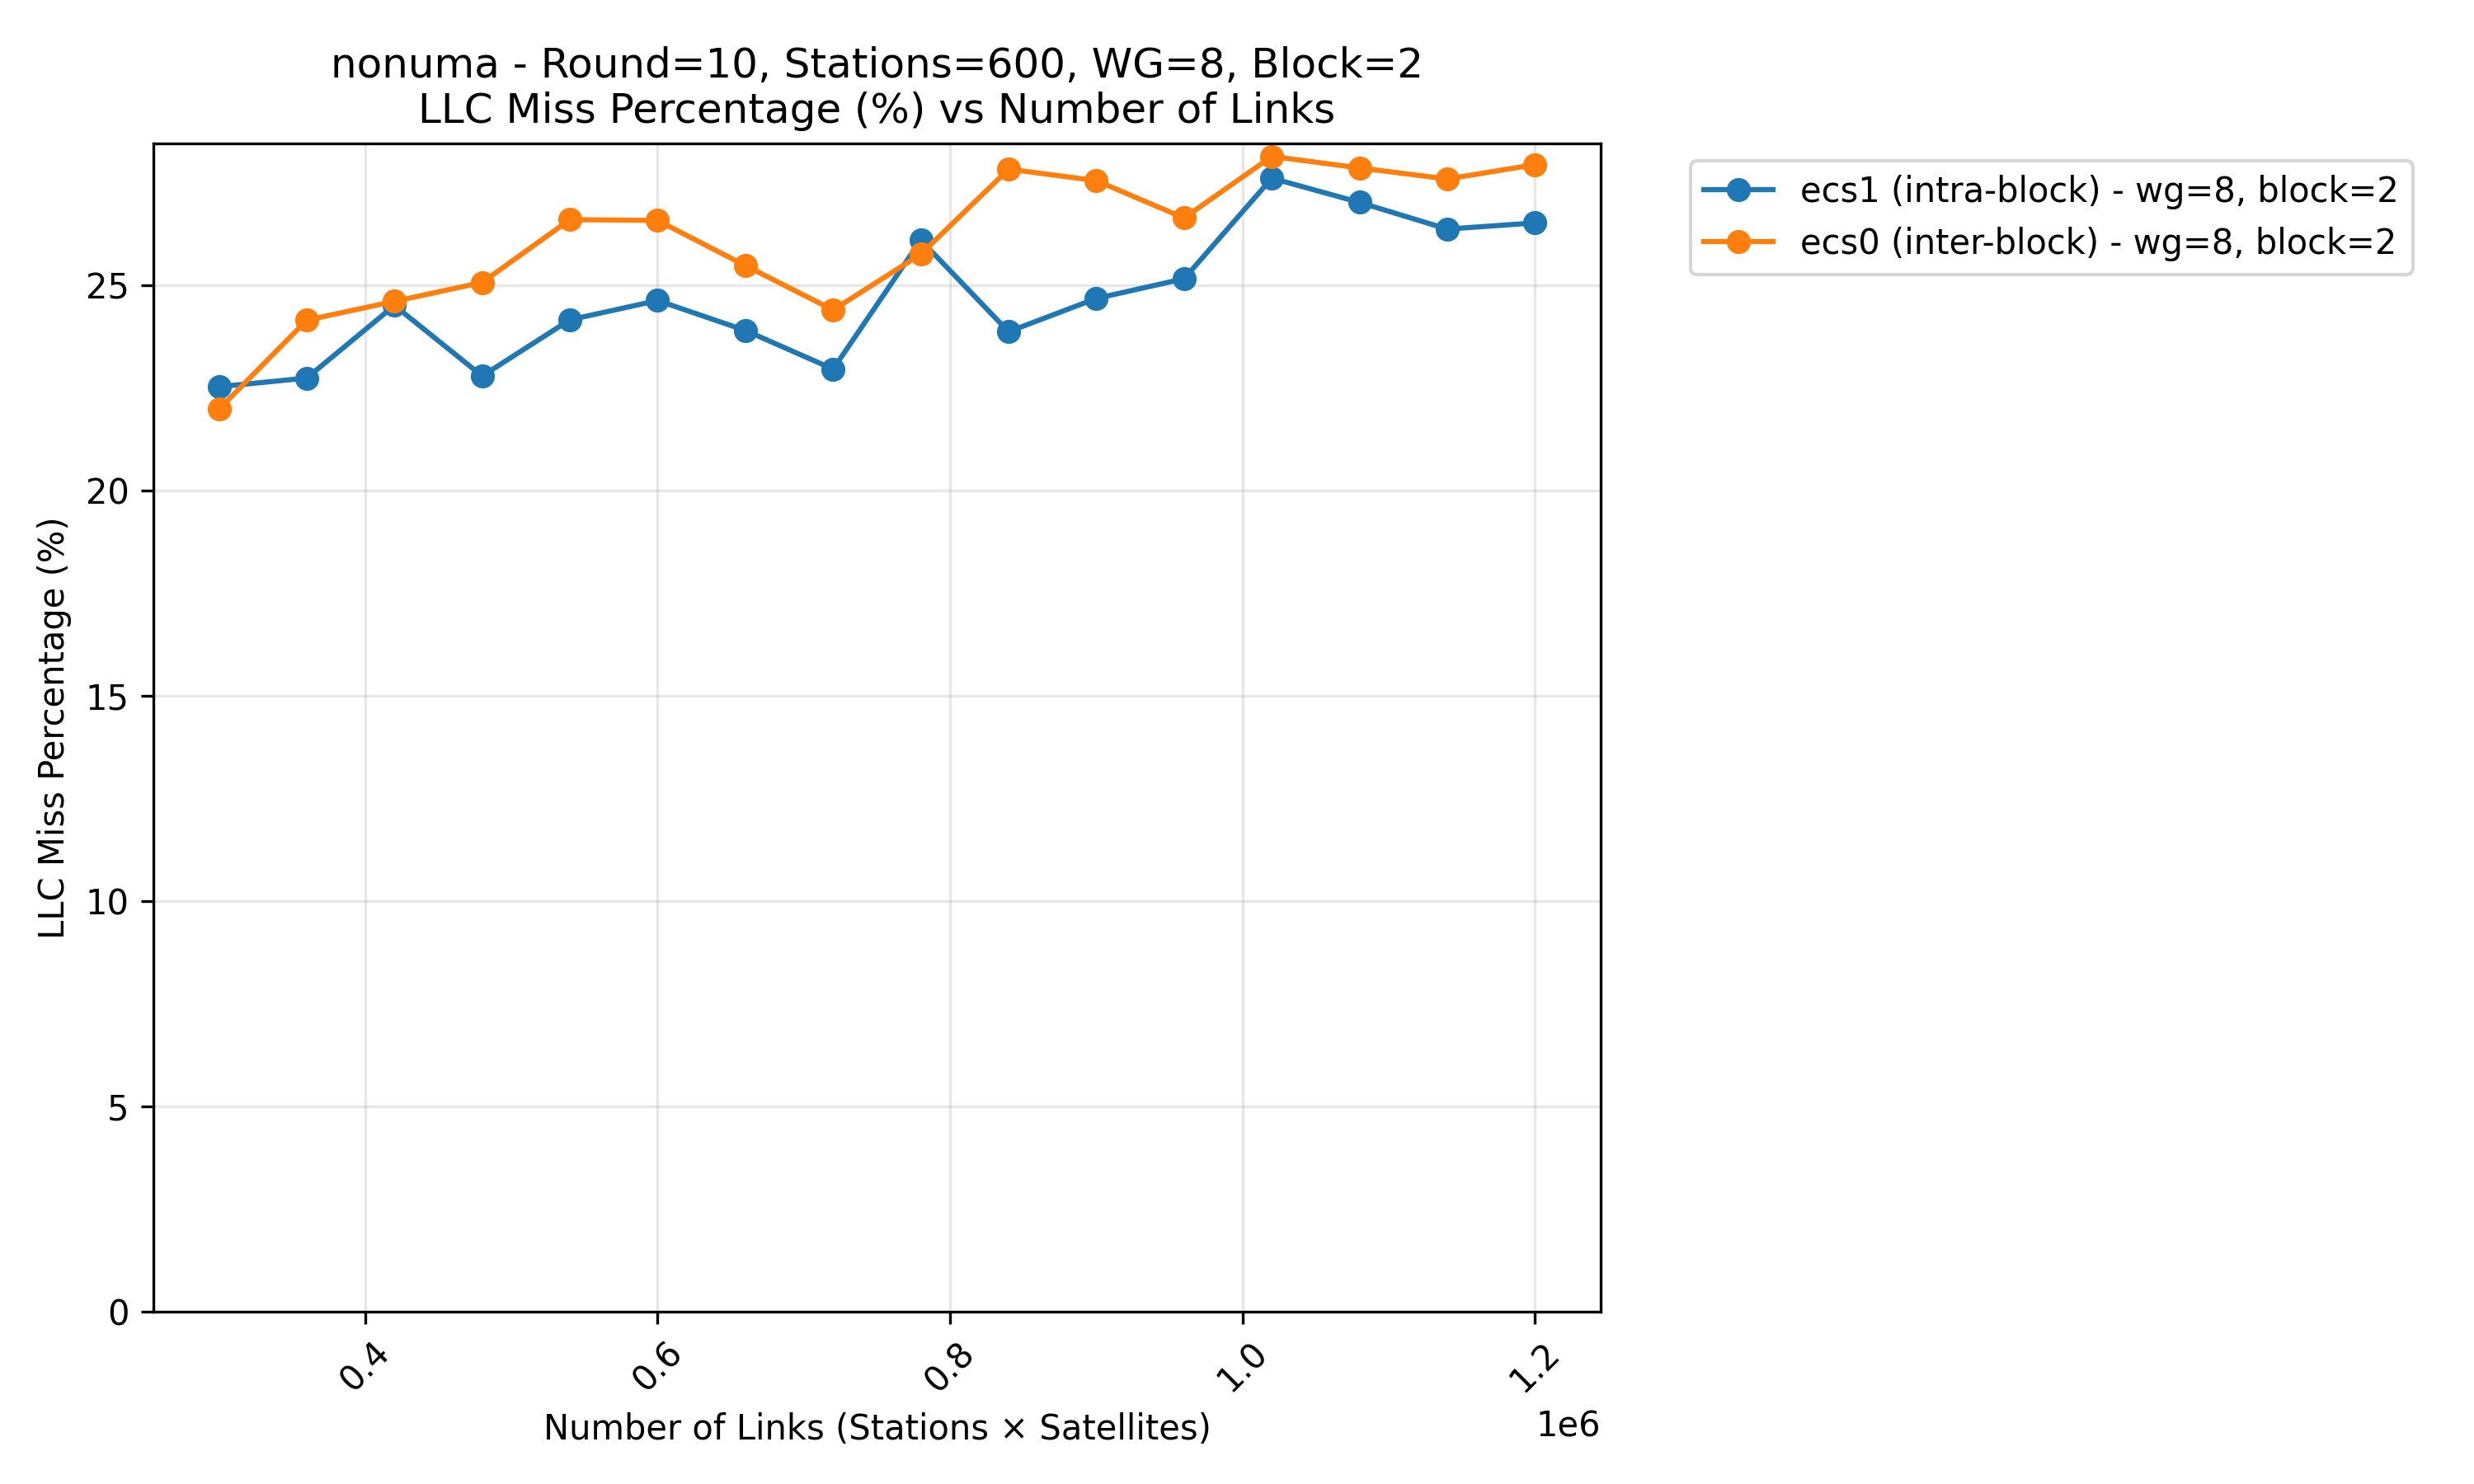 nonuma - Round=10, Stations=600, WG=8, Block=2
LLC Miss Percentage (%) vs Number of Links
ecs1 (intra-block) - wg=8, block=2
ecs0 (inter-block) - wg=8, block=2
LLC Miss Percentage (%)
25
20
15
10
5
0
0.4
0.6
0.8
1.0
1.2
1e6
Number of Links (Stations × Satellites)